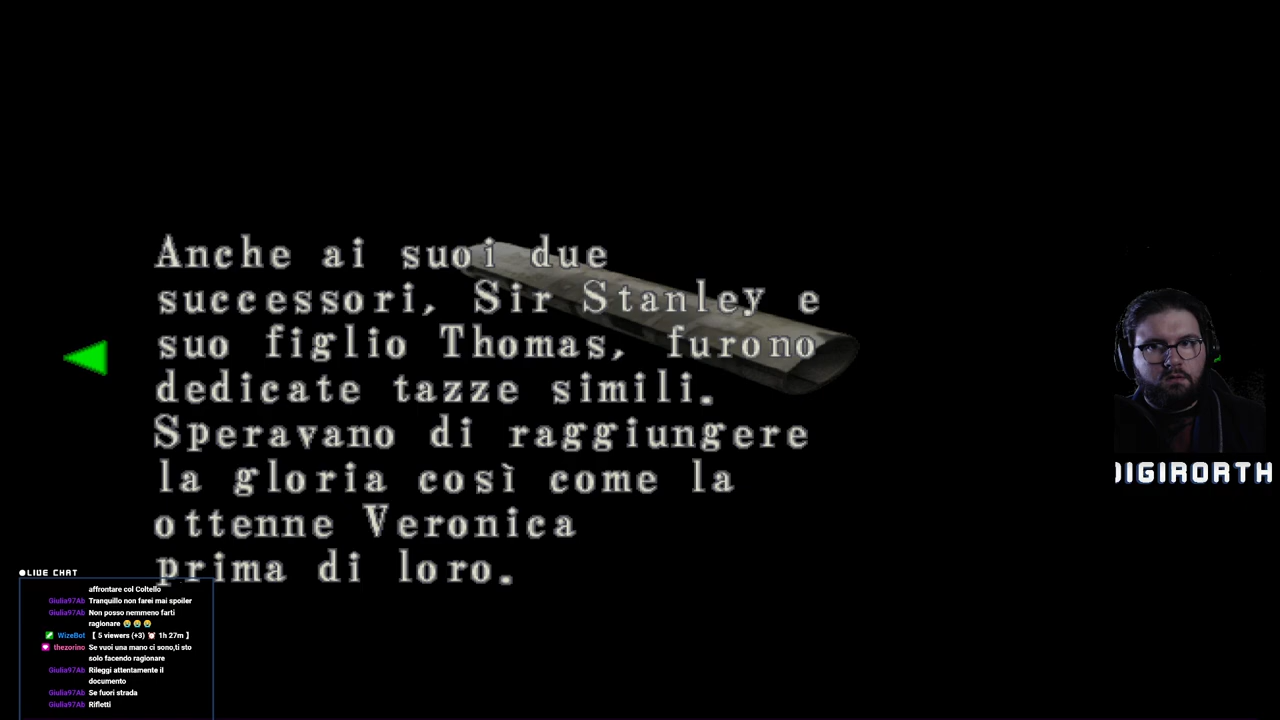 Anche ai suoi due
successori, Sir Stanley e
suo figlio Thomas, furono
dedicate tazze simili.
Speravano di raggiungere
la gloria così come la
ottenne Veronica
prima di loro.
DIGIRORTH
LIVE CHAT
affrontare col Coltello
Giulia97Ab Tranquillo non farei mai spoiler
Giulia97Ab Non posso nemmeno farti
ragionare 😭 😭 😭
WizeBot 【 5 viewers (+3) ⏰ 1h 27m 】
thezorino Se vuoi una mano ci sono,ti sto
solo facendo ragionare
Giulia97Ab Rileggi attentamente il
documento
Giulia97Ab Se fuori strada
Giulia97Ab Rifletti